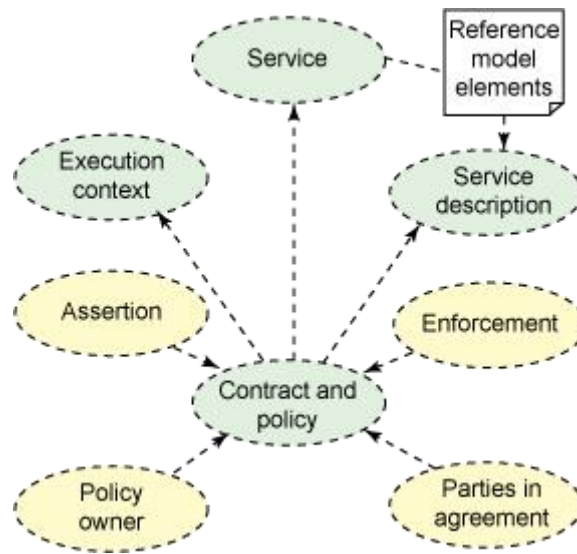 Service
Reference
model
elements
Execution
context
Service
description
Assertion
Enforcement
Contract and
policy
Policy
owner
Parties in
agreement